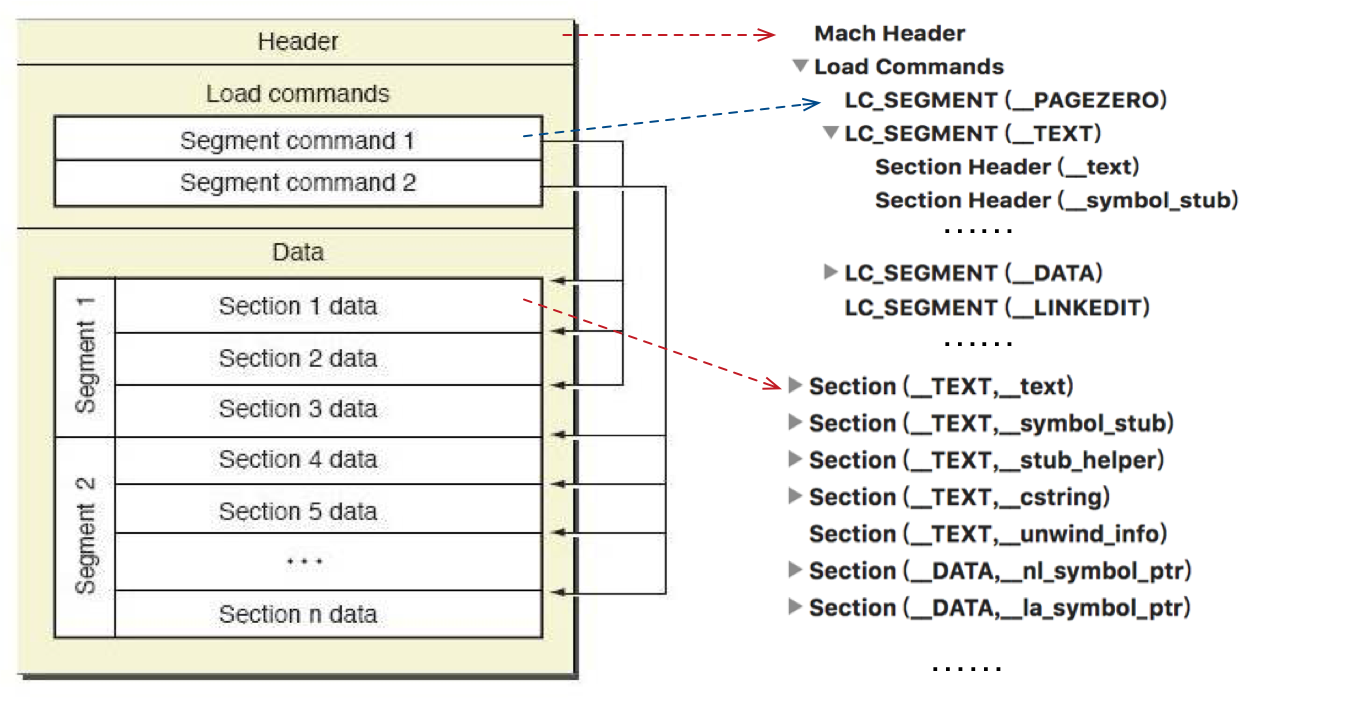 Header
Load commands
Segment command 1
Segment command 2
Data
Segment 1
Section 1 data
Section 2 data
Section 3 data
Segment 2
Section 4 data
Section 5 data
...
Section n data
Mach Header
Load Commands
LC_SEGMENT (__PAGEZERO)
LC_SEGMENT (__TEXT)
Section Header (__text)
Section Header (__symbol_stub)
......
LC_SEGMENT (__DATA)
LC_SEGMENT (__LINKEDIT)
......
Section (__TEXT,__text)
Section (__TEXT,__symbol_stub)
Section (__TEXT,__stub_helper)
Section (__TEXT,__cstring)
Section (__TEXT,__unwind_info)
Section (__DATA,__nl_symbol_ptr)
Section (__DATA,__la_symbol_ptr)
......